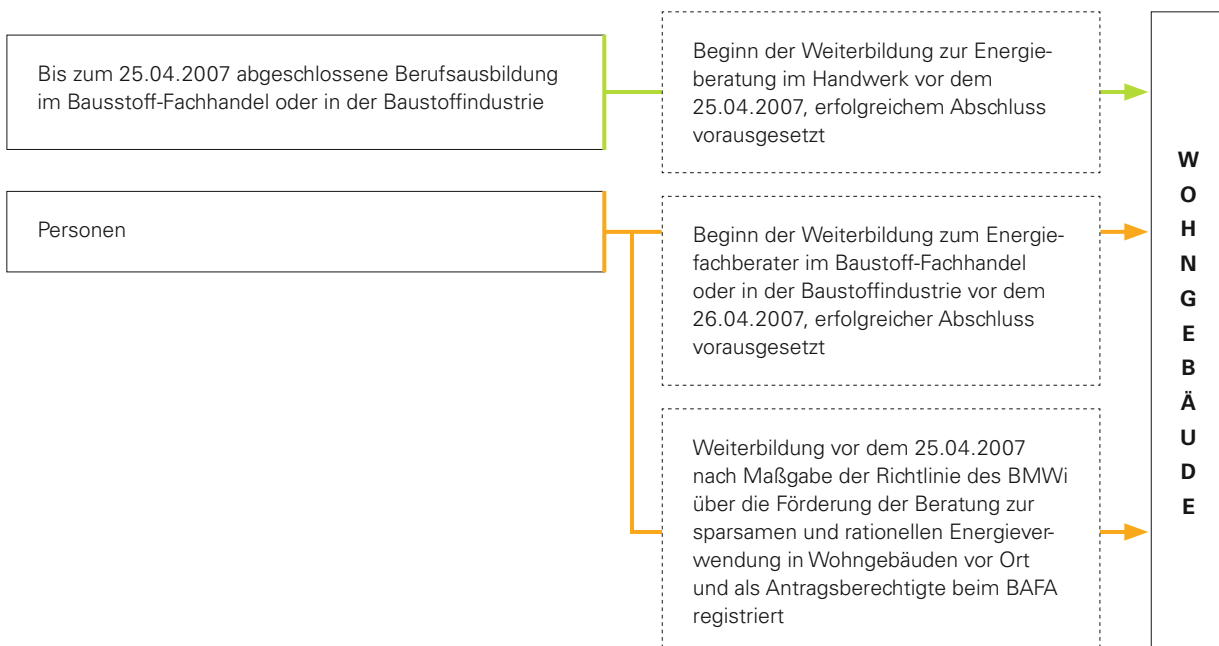 Bis zum 25.04.2007 abgeschlossene Berufsausbildung
im Bausstoff-Fachhandel oder in der Baustoffindustrie
Beginn der Weiterbildung zur Energie-
beratung im Handwerk vor dem
25.04.2007, erfolgreichem Abschluss
vorausgesetzt
Personen
Beginn der Weiterbildung zum Energie-
fachberater im Baustoff-Fachhandel
oder in der Baustoffindustrie vor dem
26.04.2007, erfolgreicher Abschluss
vorausgesetzt
Weiterbildung vor dem 25.04.2007
nach Maßgabe der Richtlinie des BMWi
über die Förderung der Beratung zur
sparsamen und rationellen Energiever-
wendung in Wohngebäuden vor Ort
und als Antragsberechtigte beim BAFA
registriert
W
O
H
N
G
E
B
Ä
U
D
E